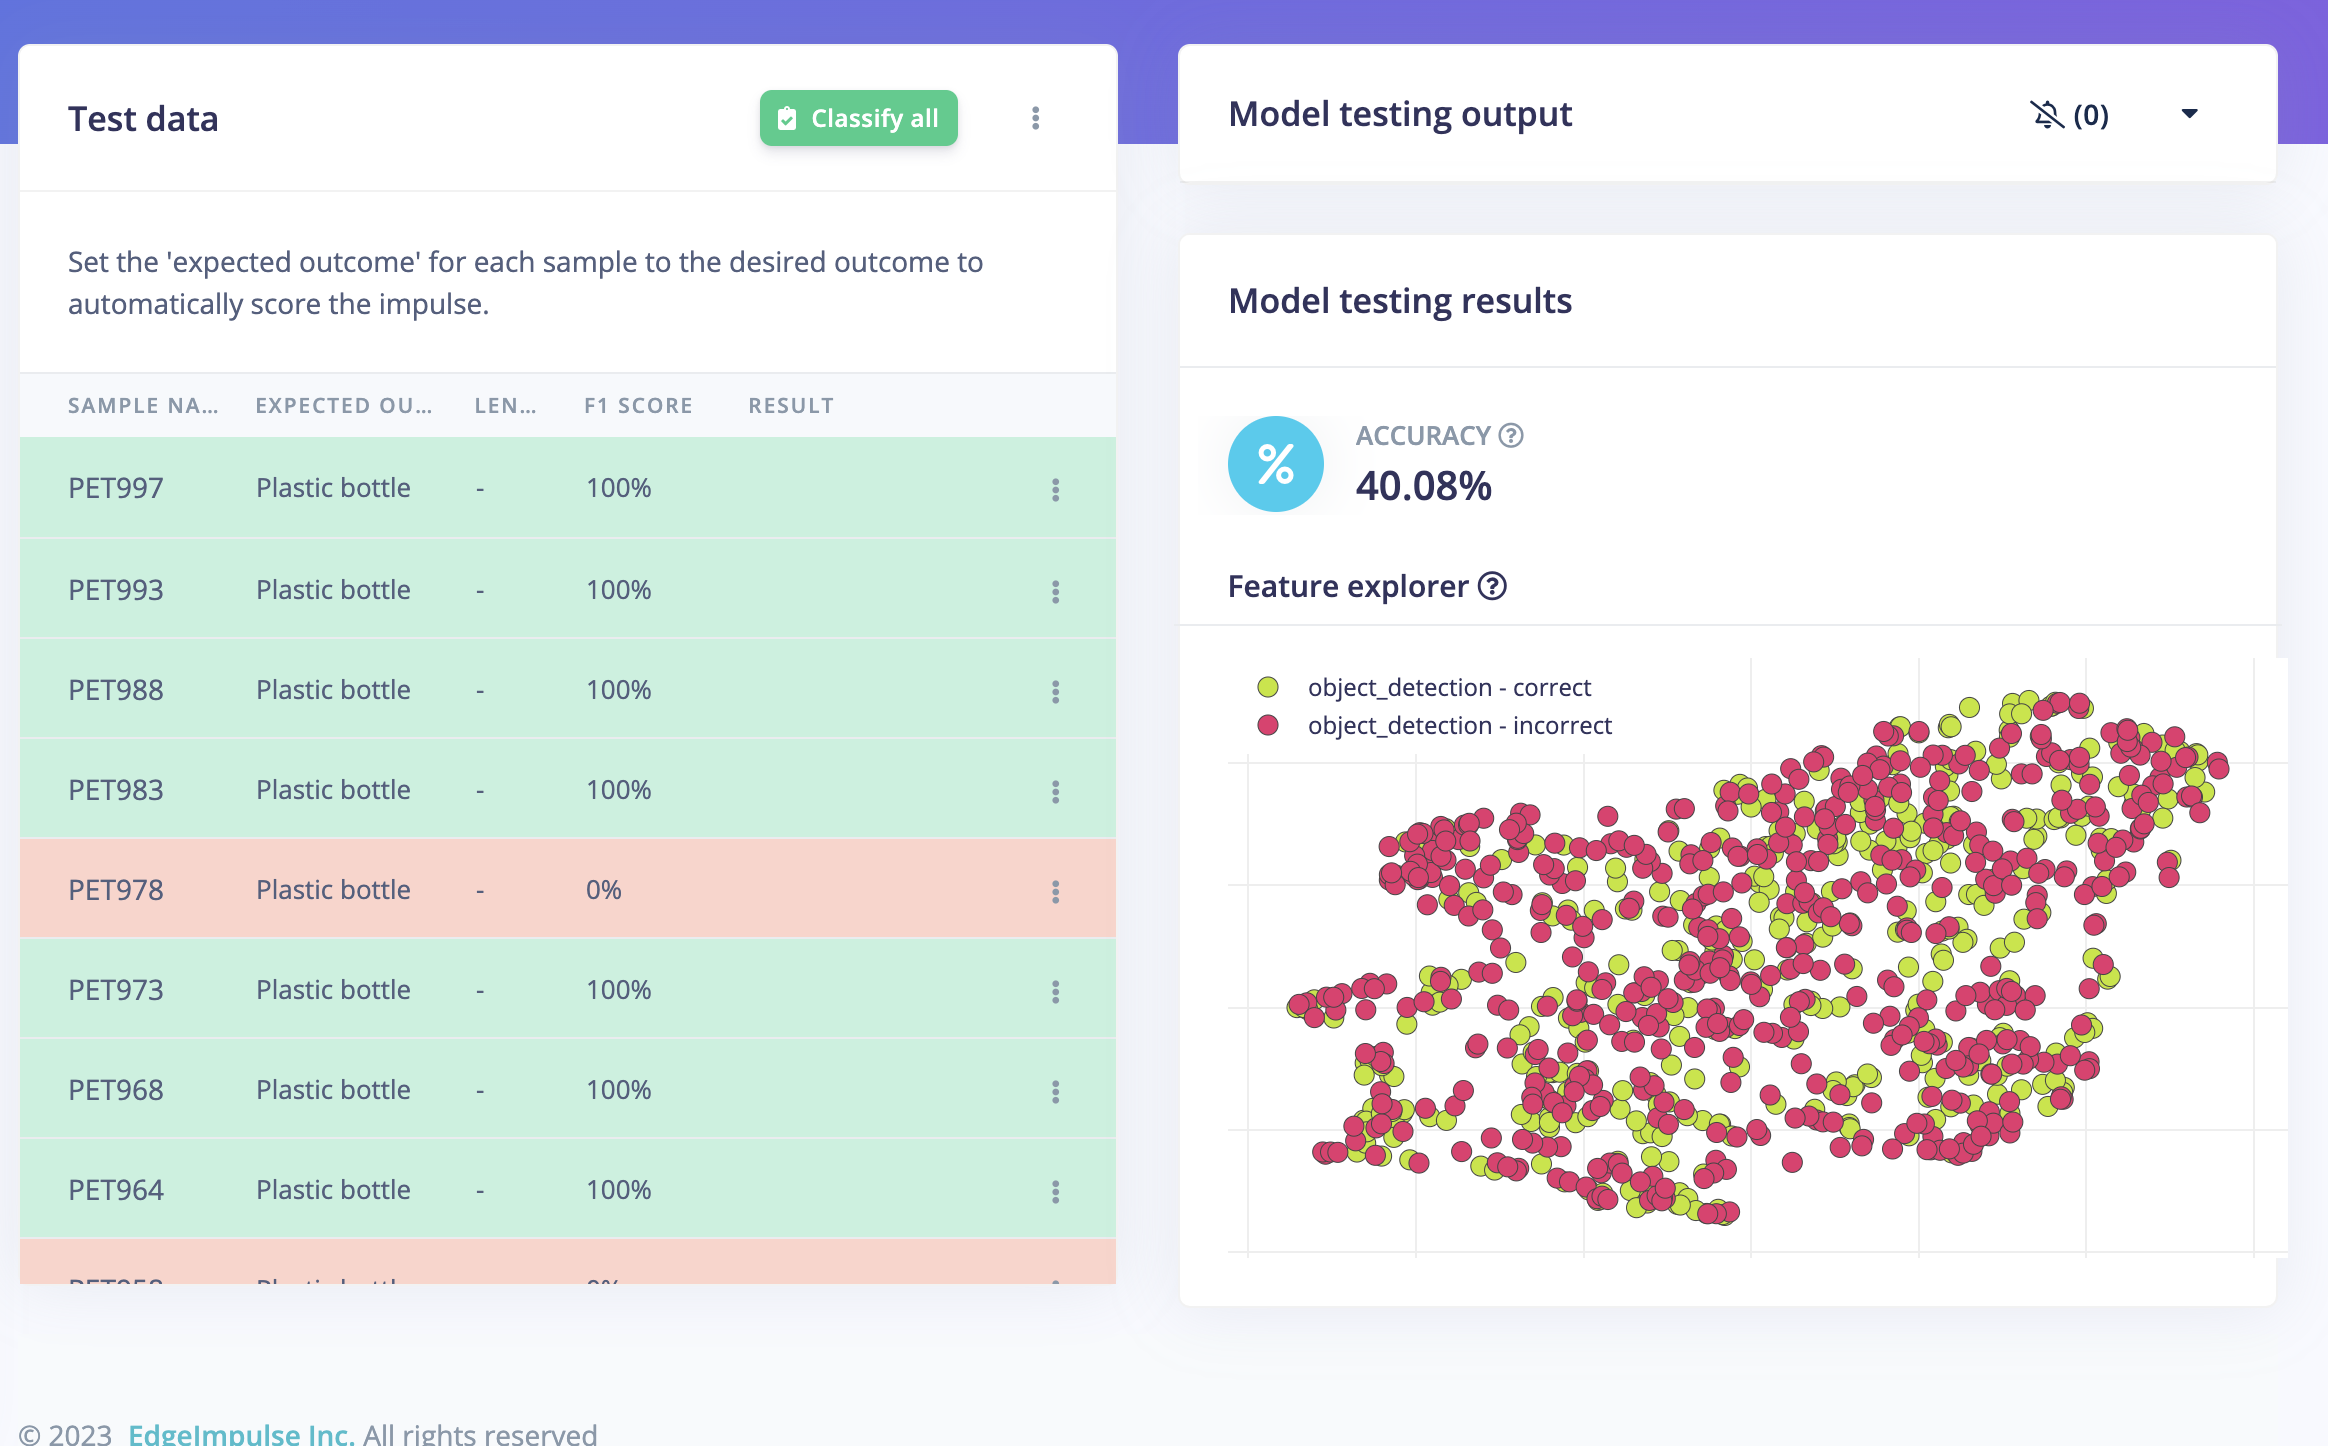 Test data
Classify all
Set the 'expected outcome' for each sample to the desired outcome to
automatically score the impulse.
SAMPLE NA... EXPECTED OU... LEN... F1 SCORE RESULT
PET997 Plastic bottle - 100%
PET993 Plastic bottle - 100%
PET988 Plastic bottle - 100%
PET983 Plastic bottle - 100%
PET978 Plastic bottle - 0%
PET973 Plastic bottle - 100%
PET968 Plastic bottle - 100%
PET964 Plastic bottle - 100%
Plastic bottle 0%
Model testing output
(0)
Model testing results
%
ACCURACY ?
40.08%
Feature explorer ?
object_detection - correct
object_detection - incorrect
© 2023 EdgeImpulse Inc. All rights reserved